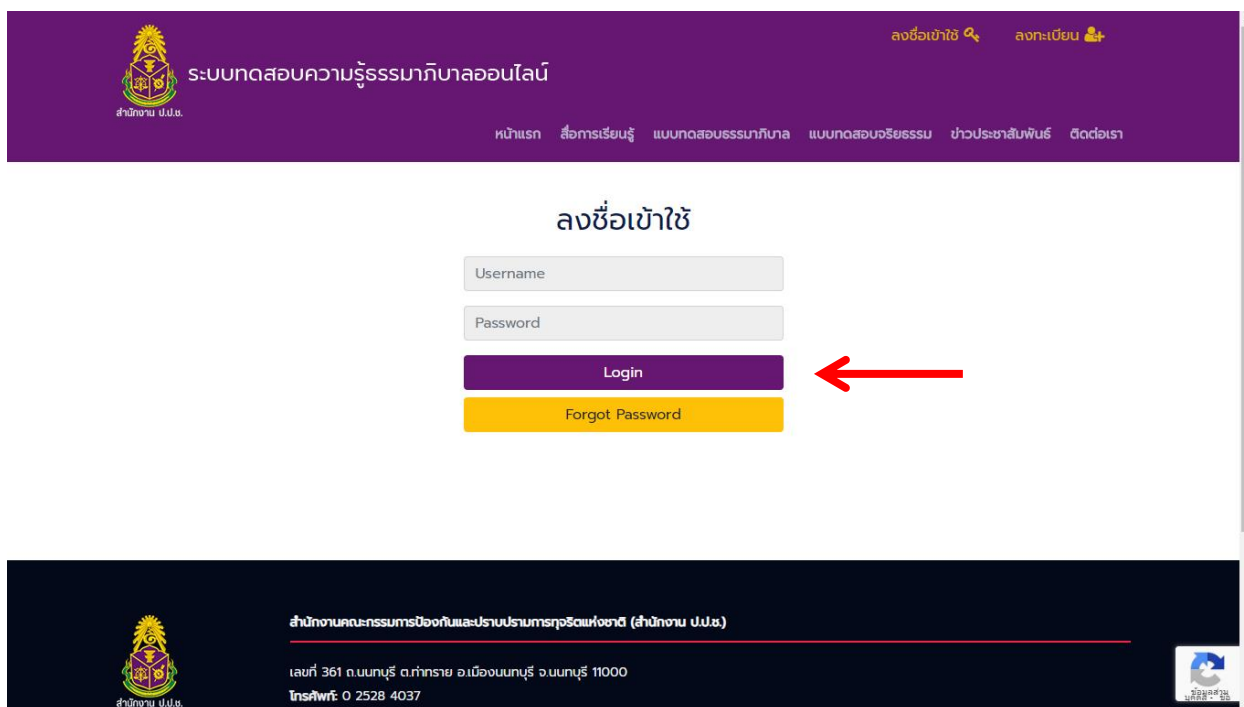 ลงชื่อเข้าใช้ ลงทะเบียน
ระบบทดสอบความรู้ธรรมาภิบาลออนไลน์
สำนักงาน ป.ป.ช.
หน้าแรก สื่อการเรียนรู้ แบบทดสอบธรรมาภิบาล แบบทดสอบจริยธรรม ข่าวประชาสัมพันธ์ ติดต่อเรา
ลงชื่อเข้าใช้
Username
Password
Login
Forgot Password
สำนักงานคณะกรรมการป้องกันและปราบปรามการทุจริตแห่งชาติ (สำนักงาน ป.ป.ช.)
เลขที่ 361 ถ.นนทบุรี ต.ท่าทราย อ.เมืองนนทบุรี จ.นนทบุรี 11000
โทรศัพท์: 0 2528 4037
สำนักงาน ป.ป.ช.
ข้อมูลส่วน